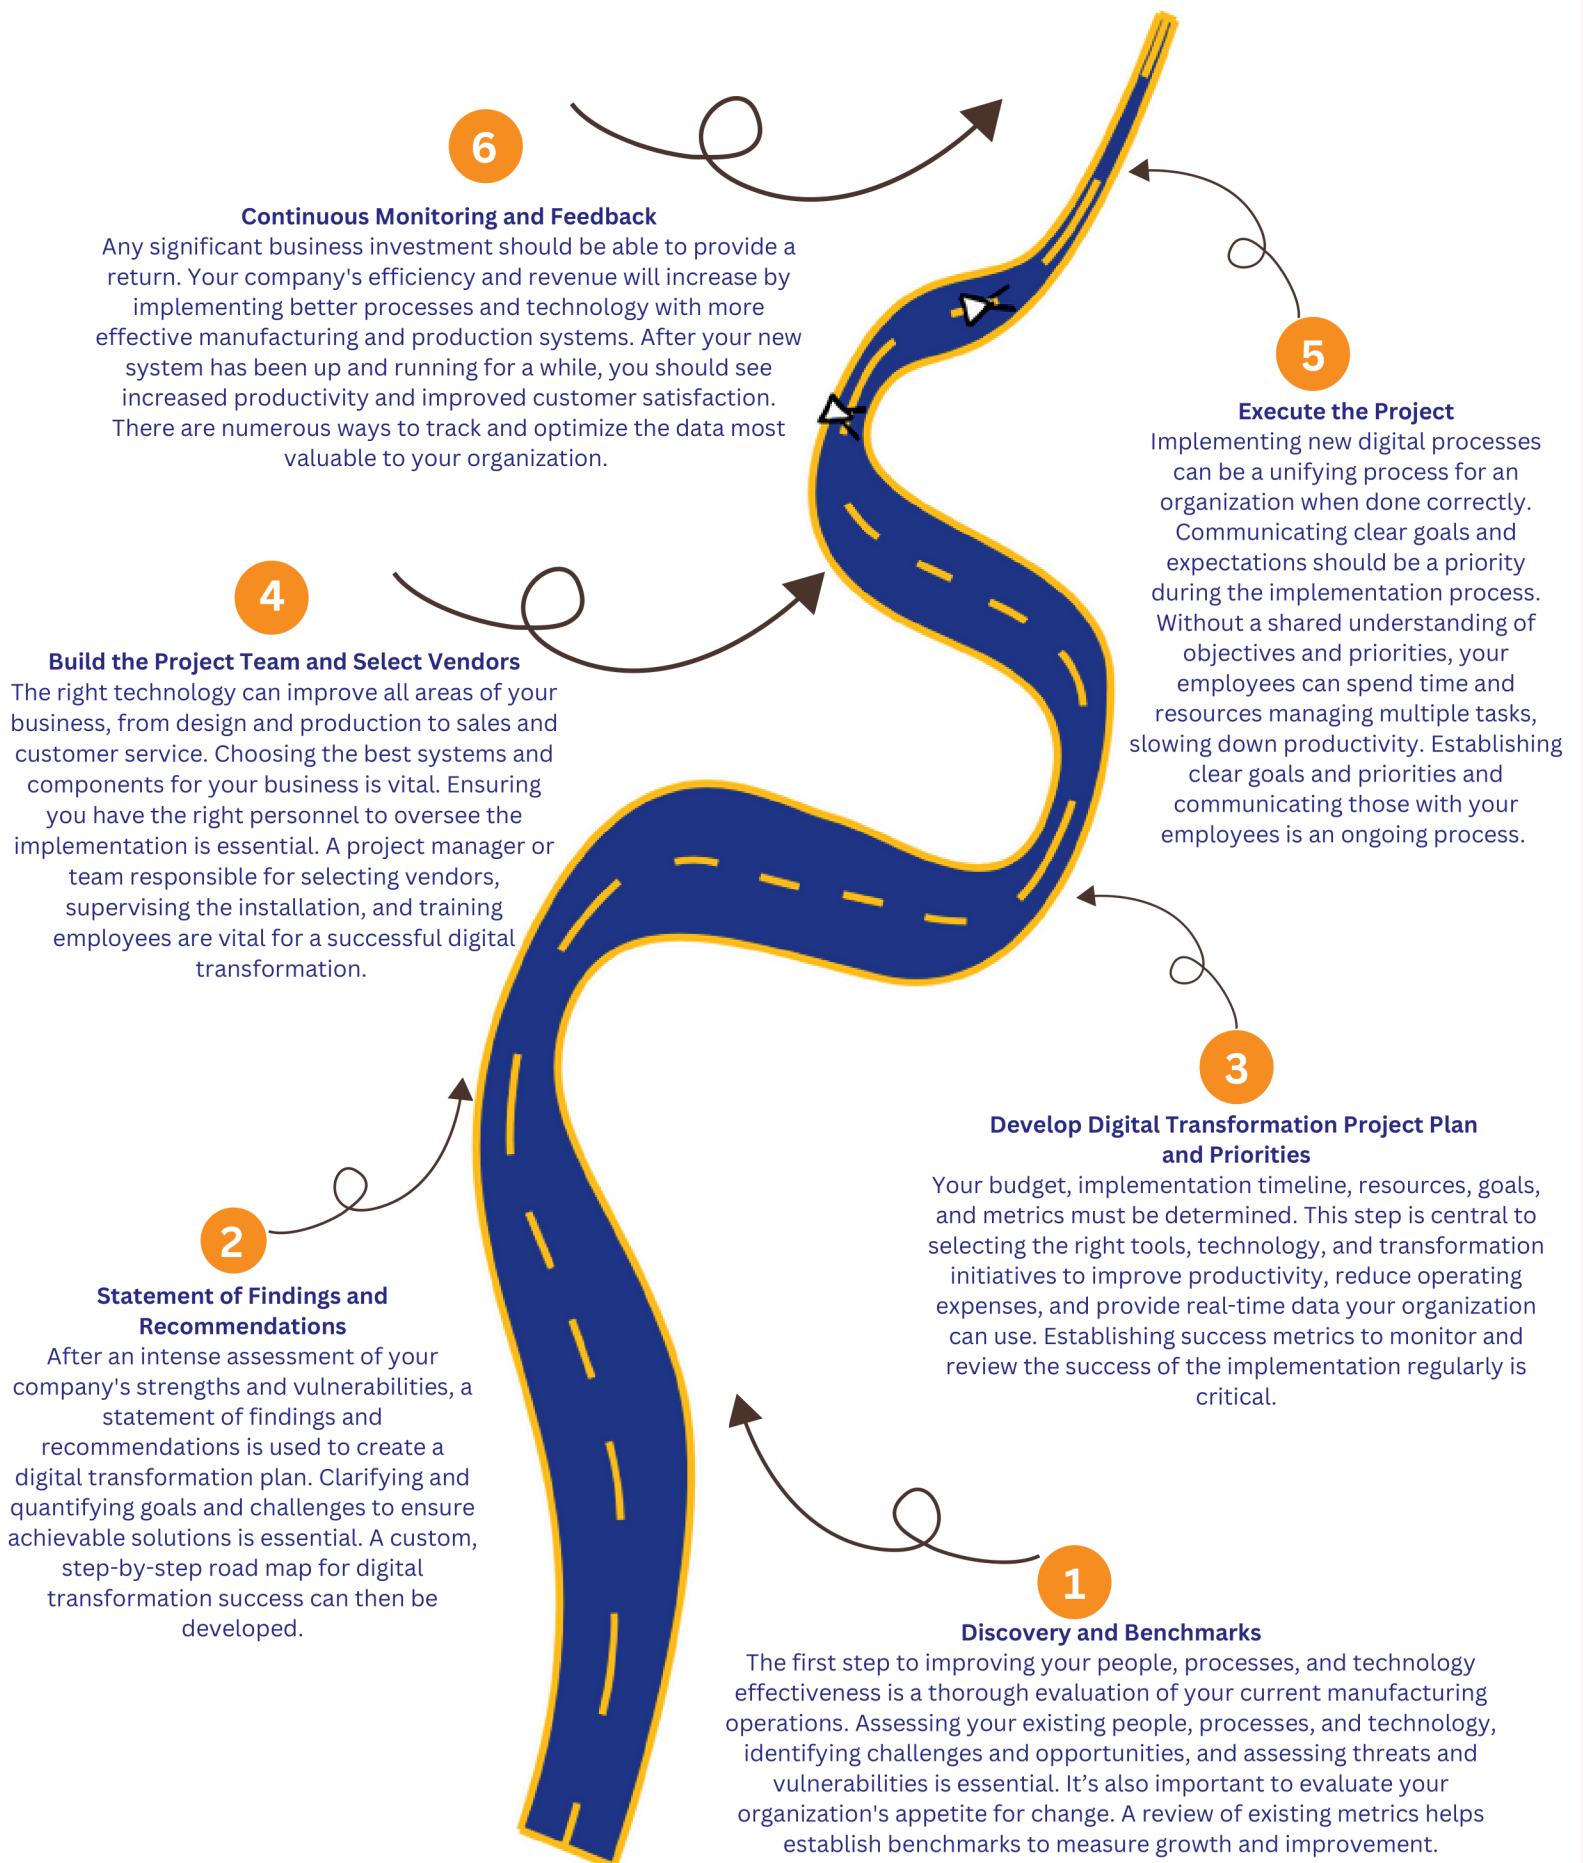 6
Continuous Monitoring and Feedback
Any significant business investment should be able to provide a
return. Your company's efficiency and revenue will increase by
implementing better processes and technology with more
effective manufacturing and production systems. After your new
system has been up and running for a while, you should see
increased productivity and improved customer satisfaction.
There are numerous ways to track and optimize the data most
valuable to your organization.
5
Execute the Project
Implementing new digital processes
can be a unifying process for an
organization when done correctly.
Communicating clear goals and
expectations should be a priority
during the implementation process.
Without a shared understanding of
objectives and priorities, your
employees can spend time and
resources managing multiple tasks,
slowing down productivity. Establishing
clear goals and priorities and
communicating those with your
employees is an ongoing process.
4
Build the Project Team and Select Vendors
The right technology can improve all areas of your
business, from design and production to sales and
customer service. Choosing the best systems and
components for your business is vital. Ensuring
you have the right personnel to oversee the
implementation is essential. A project manager or
team responsible for selecting vendors,
supervising the installation, and training
employees are vital for a successful digital
transformation.
3
Develop Digital Transformation Project Plan
and Priorities
Your budget, implementation timeline, resources, goals,
and metrics must be determined. This step is central to
selecting the right tools, technology, and transformation
initiatives to improve productivity, reduce operating
expenses, and provide real-time data your organization
can use. Establishing success metrics to monitor and
review the success of the implementation regularly is
critical.
2
Statement of Findings and
Recommendations
After an intense assessment of your
company's strengths and vulnerabilities, a
statement of findings and
recommendations is used to create a
digital transformation plan. Clarifying and
quantifying goals and challenges to ensure
achievable solutions is essential. A custom,
step-by-step road map for digital
transformation success can then be
developed.
1
Discovery and Benchmarks
The first step to improving your people, processes, and technology
effectiveness is a thorough evaluation of your current manufacturing
operations. Assessing your existing people, processes, and technology,
identifying challenges and opportunities, and assessing threats and
vulnerabilities is essential. It’s also important to evaluate your
organization's appetite for change. A review of existing metrics helps
establish benchmarks to measure growth and improvement.